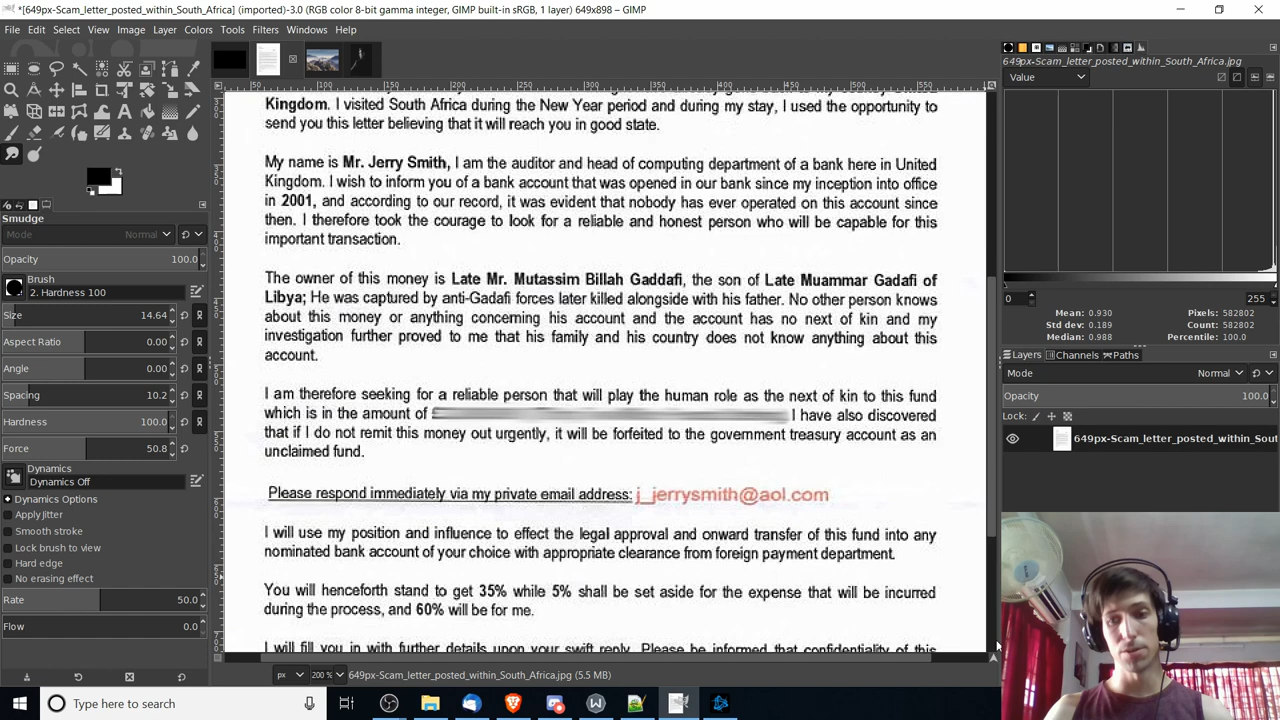 *[649px-Scam_letter_posted_within_South_Africa] (imported)-3.0 (RGB color 8-bit gamma integer, GIMP built-in sRGB, 1 layer) 649x898 – GIMP
File Edit Select View Image Layer Colors Tools Filters Windows Help
Smudge
Mode Normal
Opacity 100.0
Brush
2. Hardness 100
Size 14.64
Aspect Ratio 0.00
Angle 0.00
Spacing 10.2
Hardness 100.0
Force 50.8
Dynamics
Dynamics Off
Dynamics Options
Apply Jitter
Smooth stroke
Lock brush to view
Hard edge
No erasing effect
Rate 50.0
Flow 0.0
Kingdom. I visited South Africa during the New Year period and during my stay, I used the opportunity to
send you this letter believing that it will reach you in good state.
My name is Mr. Jerry Smith, I am the auditor and head of computing department of a bank here in United
Kingdom. I wish to inform you of a bank account that was opened in our bank since my inception into office
in 2001, and according to our record, it was evident that nobody has ever operated on this account since
then. I therefore took the courage to look for a reliable and honest person who will be capable for this
important transaction.
The owner of this money is Late Mr. Mutassim Billah Gaddafi, the son of Late Muammar Gadafi of
Libya; He was captured by anti-Gadafi forces later killed alongside with his father. No other person knows
about this money or anything concerning his account and the account has no next of kin and my
investigation further proved to me that his family and his country does not know anything about this
account.
I am therefore seeking for a reliable person that will play the human role as the next of kin to this fund
which is in the amount of I have also discovered
that if I do not remit this money out urgently, it will be forfeited to the government treasury account as an
unclaimed fund.
Please respond immediately via my private email address: j_jerrysmith@aol.com
I will use my position and influence to effect the legal approval and onward transfer of this fund into any
nominated bank account of your choice with appropriate clearance from foreign payment department.
You will henceforth stand to get 35% while 5% shall be set aside for the expense that will be incurred
during the process, and 60% will be for me.
I will fill you in with further details upon your swift reply. Please be informed that confidentiality of this
px 200 % 649px-Scam_letter_posted_within_South_Africa.jpg (5.5 MB)
649px-Scam_letter_posted_within_South_Africa.jpg
Value
0 255
Mean: 0.930 Pixels: 582802
Std dev: 0.189 Count: 582802
Median: 0.988 Percentile: 100.0
Layers Channels Paths
Mode Normal
Opacity 100.0
Lock:
649px-Scam_letter_posted_within_Sout
Type here to search